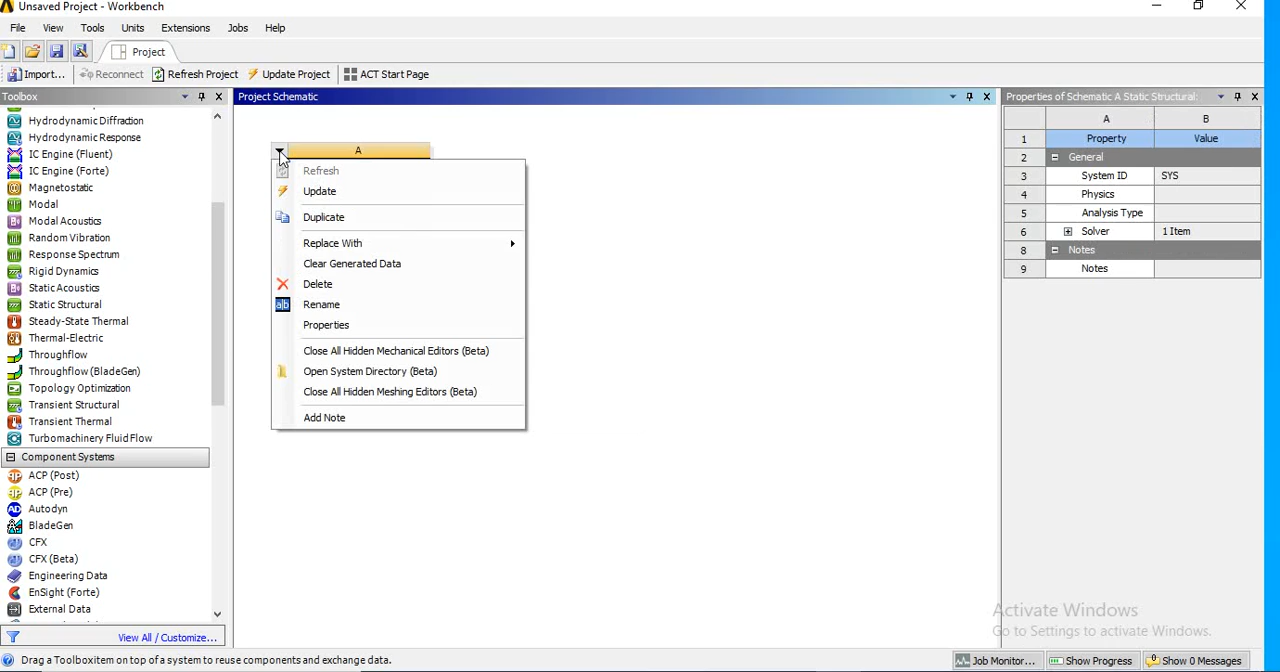 Unsaved Project - Workbench
File View Tools Units Extensions Jobs Help
Project
Import... Reconnect Refresh Project Update Project ACT Start Page
Toolbox
Hydrodynamic Diffraction
Hydrodynamic Response
IC Engine (Fluent)
IC Engine (Forte)
Magnetostatic
Modal
Modal Acoustics
Random Vibration
Response Spectrum
Rigid Dynamics
Static Acoustics
Static Structural
Steady-State Thermal
Thermal-Electric
Throughflow
Throughflow (BladeGen)
Topology Optimization
Transient Structural
Transient Thermal
Turbomachinery Fluid Flow
Component Systems
ACP (Post)
ACP (Pre)
Autodyn
BladeGen
CFX
CFX (Beta)
Engineering Data
EnSight (Forte)
External Data
View All / Customize...
Project Schematic
A
Refresh
Update
Duplicate
Replace With
Clear Generated Data
Delete
a|b Rename
Properties
Close All Hidden Mechanical Editors (Beta)
Open System Directory (Beta)
Close All Hidden Meshing Editors (Beta)
Add Note
Properties of Schematic A Static Structural:
A B
1 Property Value
2 General
3 System ID SYS
4 Physics
5 Analysis Type
6 Solver 1 Item
8 Notes
9 Notes
Activate Windows
Go to Settings to activate Windows.
Drag a Toolboxitem on top of a system to reuse components and exchange data.
Job Monitor... Show Progress Show 0 Messages